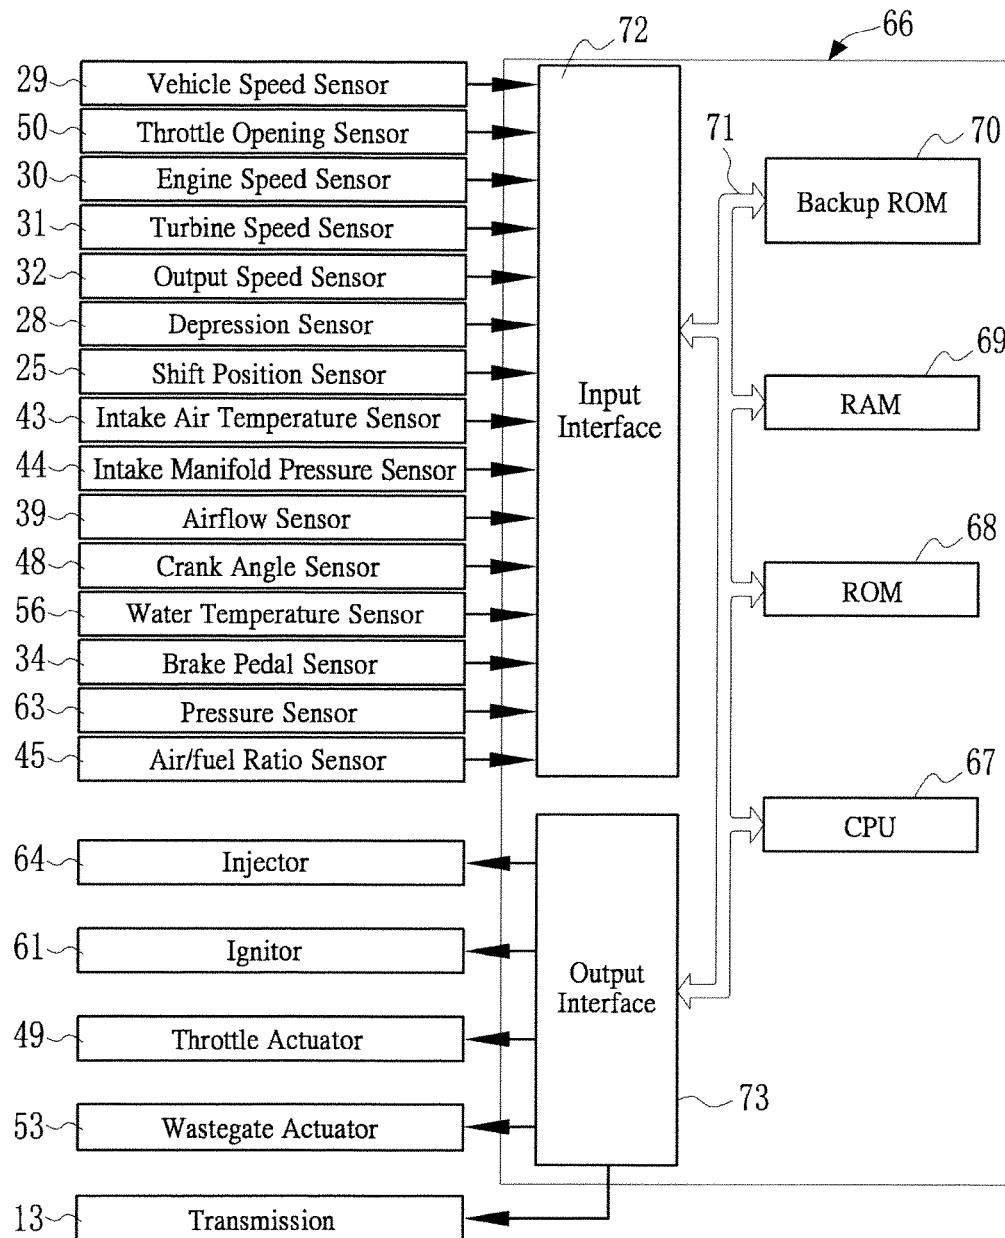 72
66
29 Vehicle Speed Sensor
50 Throttle Opening Sensor
30 Engine Speed Sensor
31 Turbine Speed Sensor
32 Output Speed Sensor
28 Depression Sensor
25 Shift Position Sensor
43 Intake Air Temperature Sensor
44 Intake Manifold Pressure Sensor
39 Airflow Sensor
48 Crank Angle Sensor
56 Water Temperature Sensor
34 Brake Pedal Sensor
63 Pressure Sensor
45 Air/fuel Ratio Sensor
Input
Interface
71
70
Backup ROM
69
RAM
68
ROM
67
CPU
64 Injector
61 Ignitor
49 Throttle Actuator
53 Wastegate Actuator
13 Transmission
Output
Interface
73